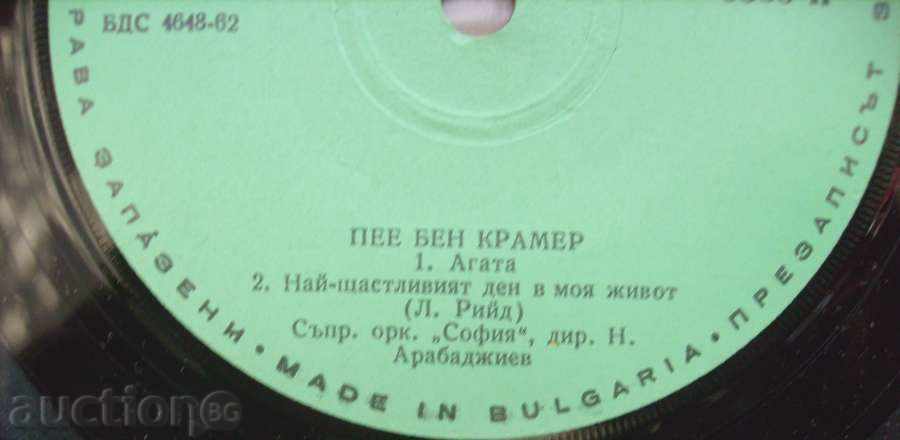 БДС 4648-62
ПЕЕ БЕН КРАМЕР
1. Агата
2. Най-щастливият ден в моя живот
(Л. Рийд)
Съпр. орк. „София“, дир. Н.
Арабаджиев
РАВА ЗАПАЗЕНИ • MADE IN BULGARIA • ПРЕЗАПИСЪТ
auction BG